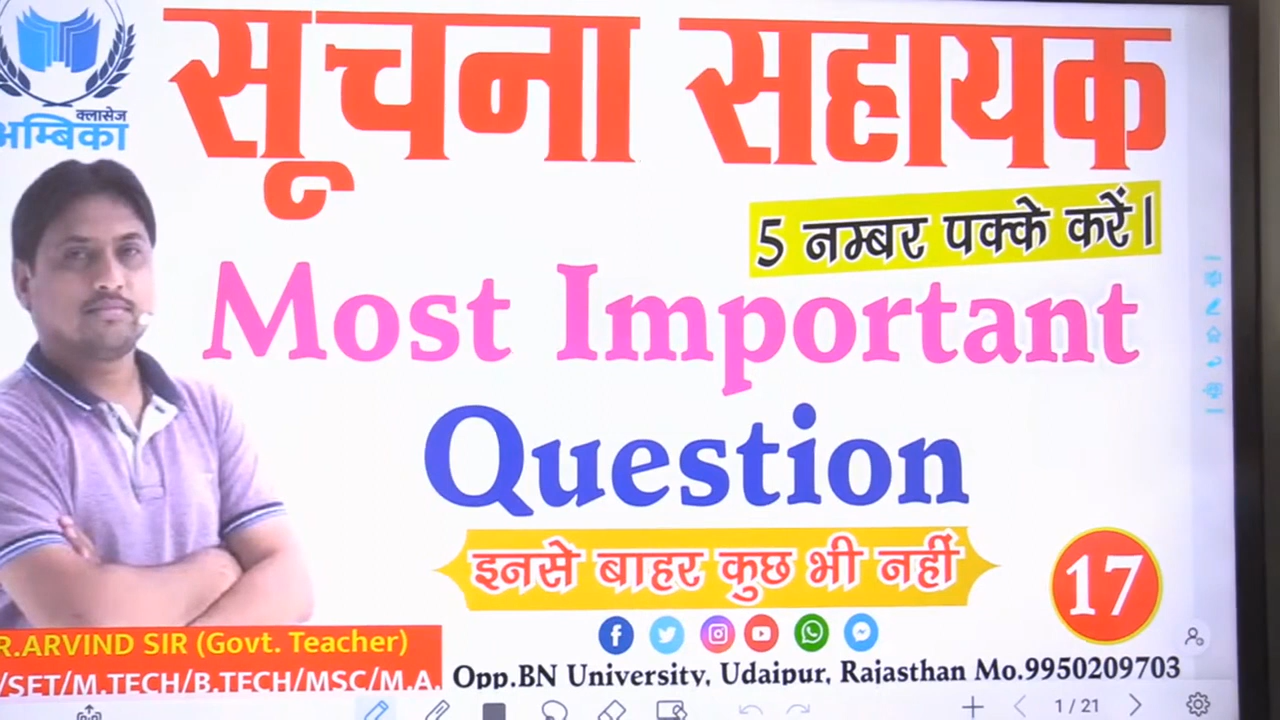 सूचना सहायक
क्लासेज
अम्बिका
5 नम्बर पक्के करें।
Most Important
Question
इनसे बाहर कुछ भी नहीं
17
R.ARVIND SIR (Govt. Teacher)
/SET/M.TECH/B.TECH/MSC/M.A.
Opp.BN University, Udaipur, Rajasthan Mo.9950209703
1 / 21